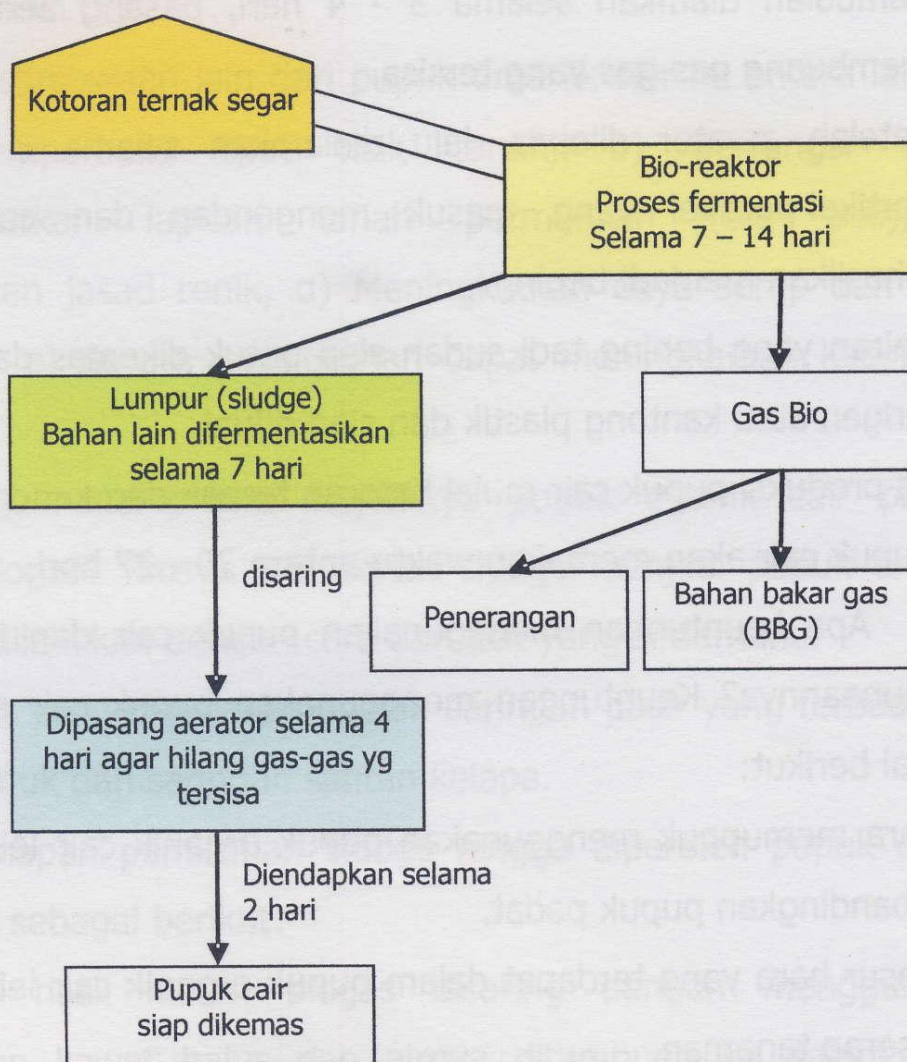 Kotoran ternak segar
Bio-reaktor
Proses fermentasi
Selama 7 – 14 hari
Lumpur (sludge)
Bahan lain difermentasikan
selama 7 hari
Gas Bio
disaring
Penerangan
Bahan bakar gas
(BBG)
Dipasang aerator selama 4
hari agar hilang gas-gas yg
tersisa
Diendapkan selama
2 hari
Pupuk cair
siap dikemas